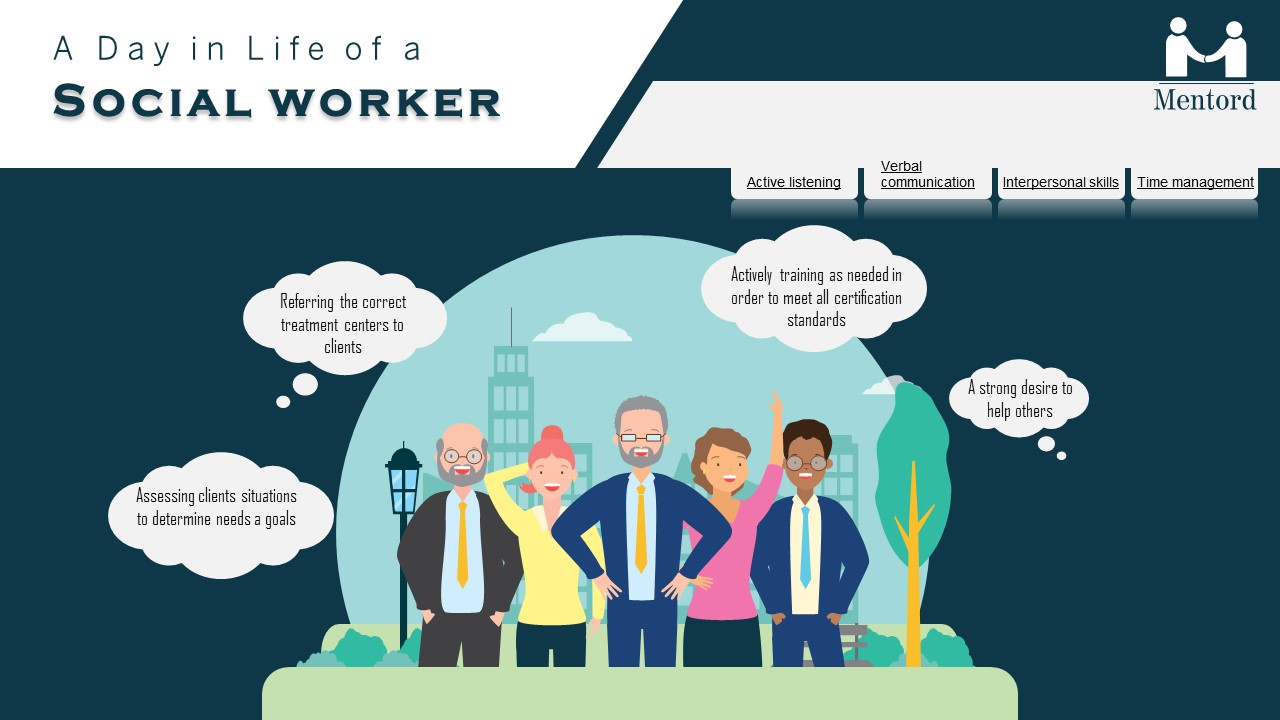 A Day in Life of a
SOCIAL WORKER
Mentord
Active listening
Verbal
communication
Interpersonal skills
Time management
Referring the correct
treatment centers to
clients
Actively training as needed in
order to meet all certification
standards
A strong desire to
help others
Assessing clients situations
to determine needs a goals